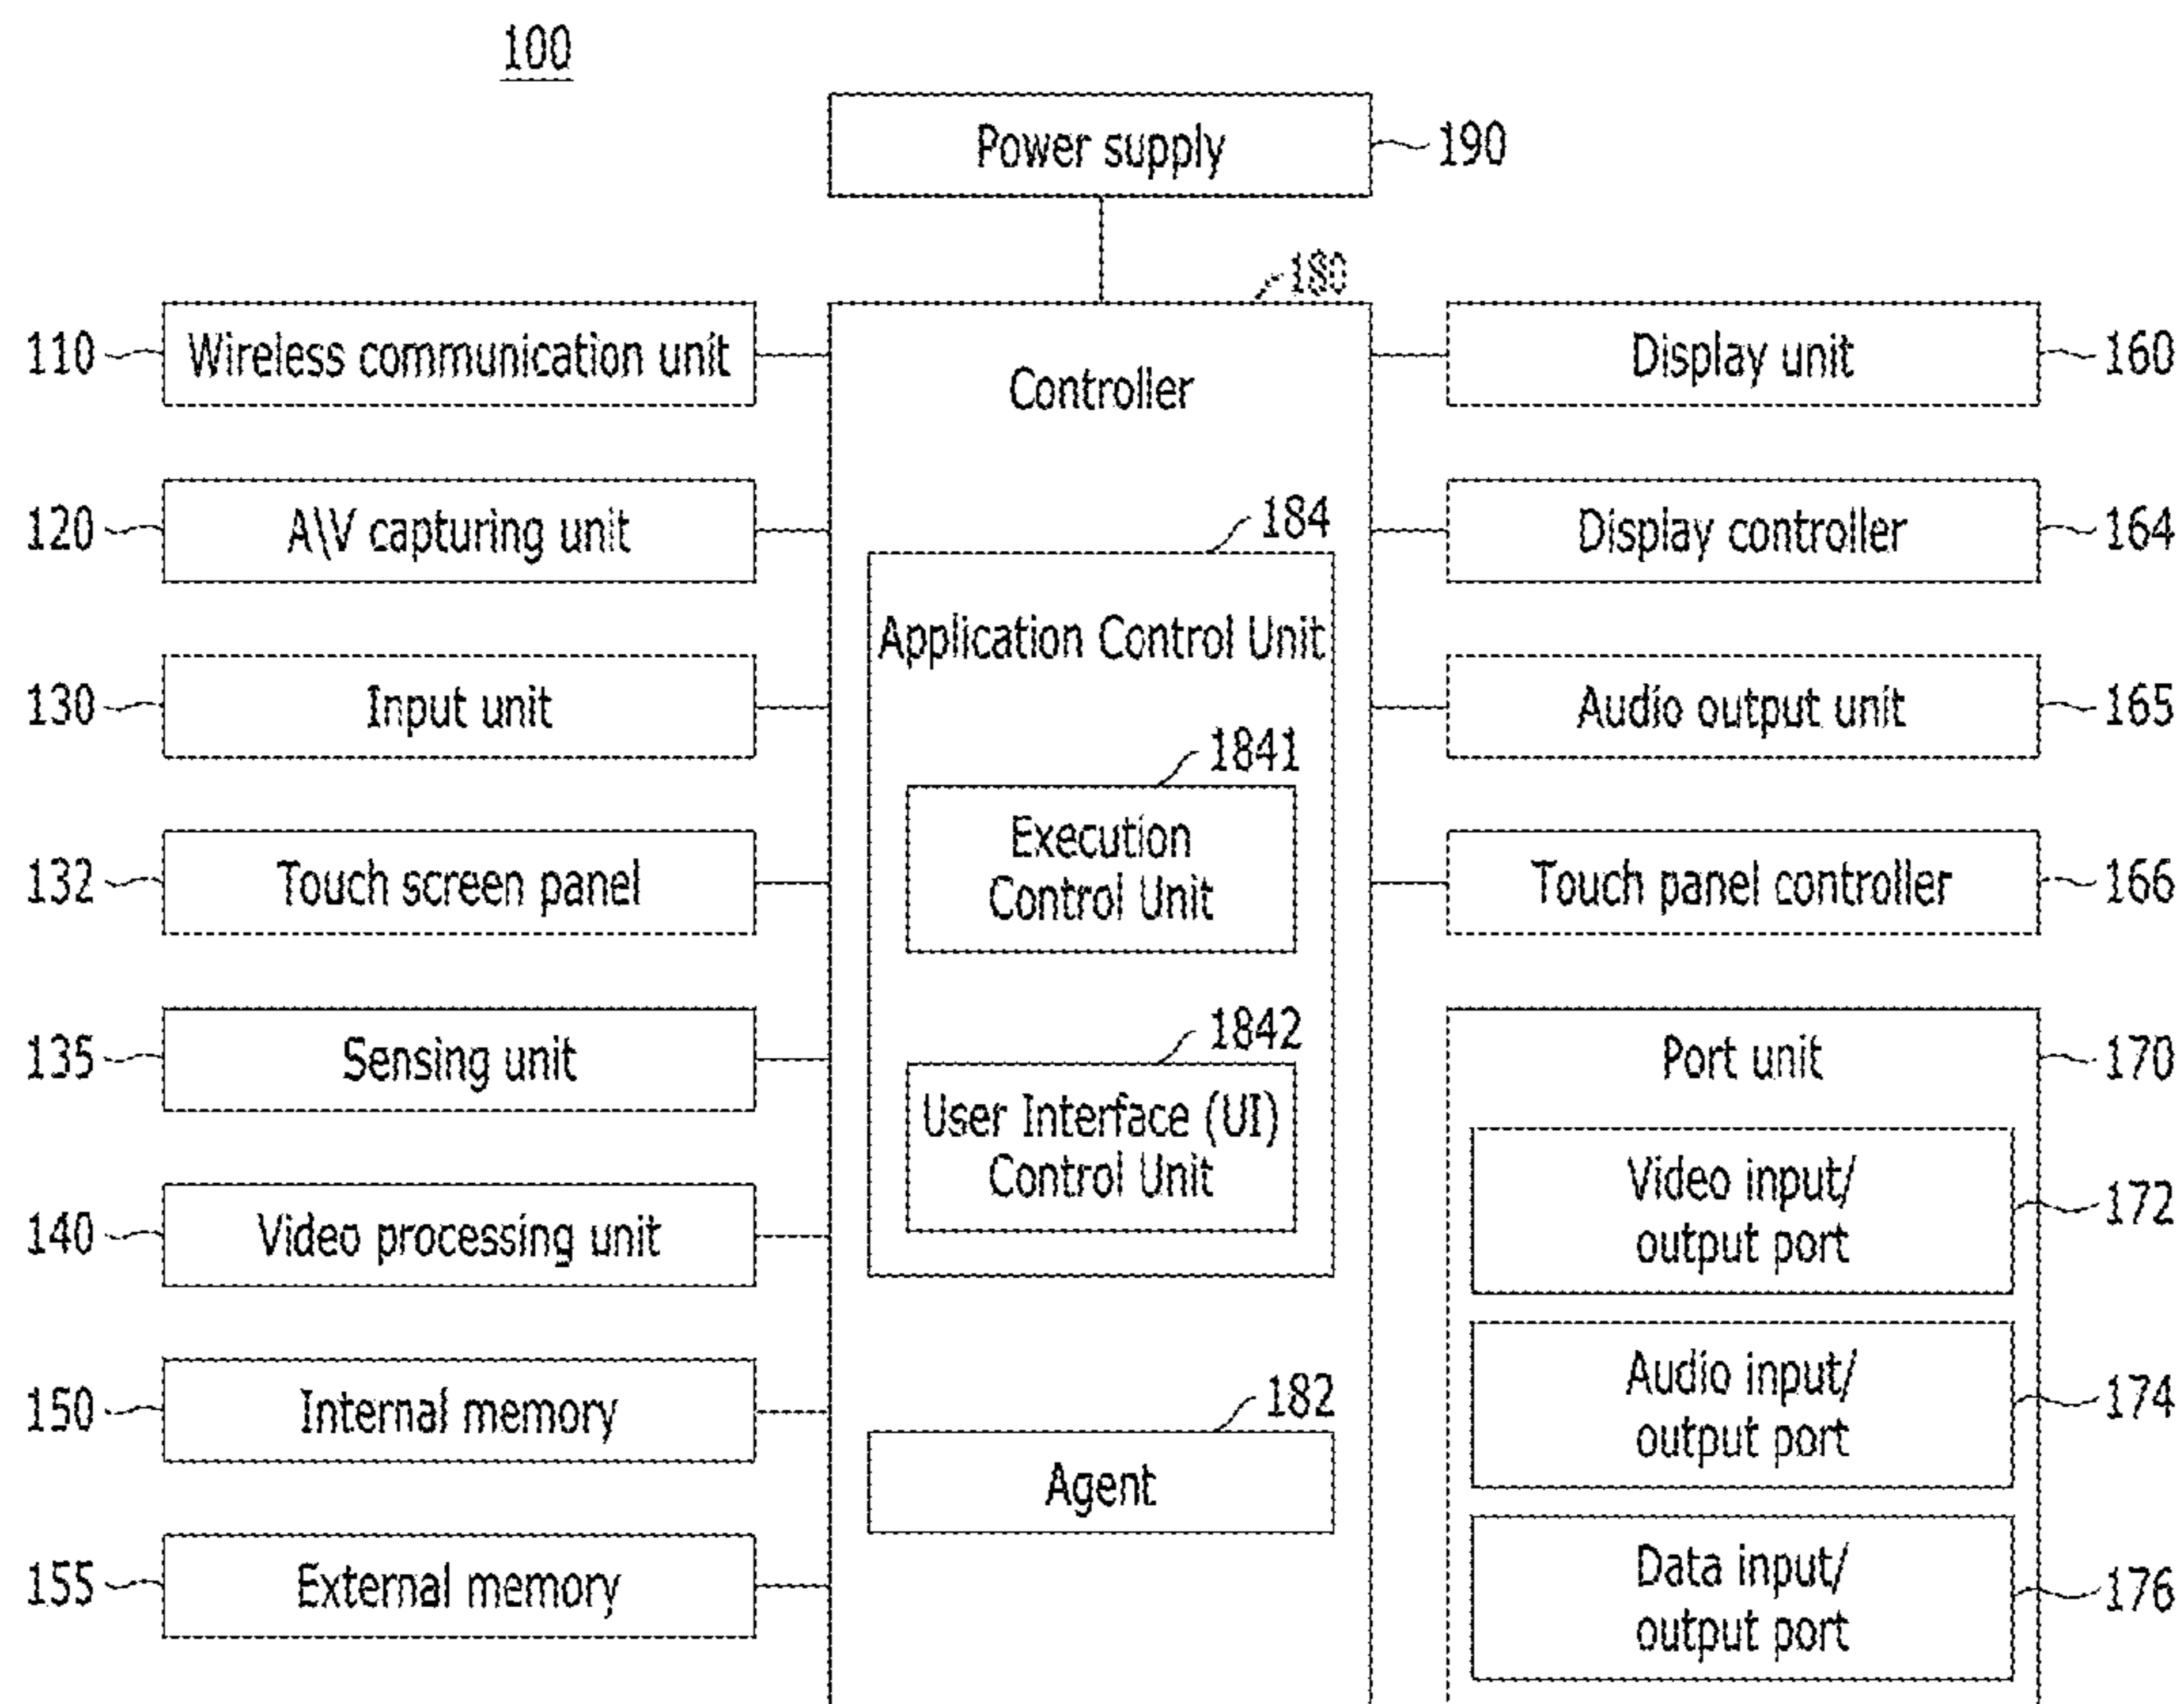 100
Power supply
190
180
110
Wireless communication unit
Controller
Display unit
160
120
A\V capturing unit
184
Display controller
164
Application Control Unit
130
Input unit
Audio output unit
165
1841
Execution
Control Unit
132
Touch screen panel
Touch panel controller
166
135
Sensing unit
1842
User Interface (UI)
Control Unit
Port unit
170
Video input/
output port
172
140
Video processing unit
150
Internal memory
182
Agent
Audio input/
output port
174
155
External memory
Data input/
output port
176